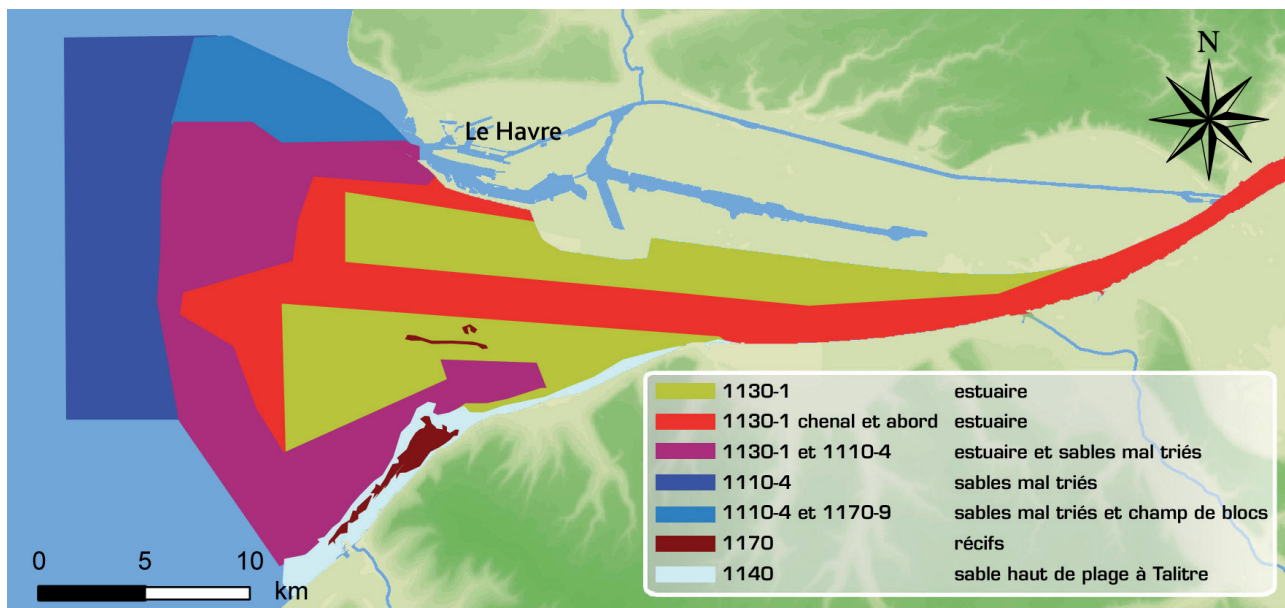 N
Le Havre
1130-1 estuaire
1130-1 chenal et abord estuaire
1130-1 et 1110-4 estuaire et sables mal triés
1110-4 sables mal triés
1110-4 et 1170-9 sables mal triés et champ de blocs
1170 récifs
1140 sable haut de plage à Talitre
0 5 10
km